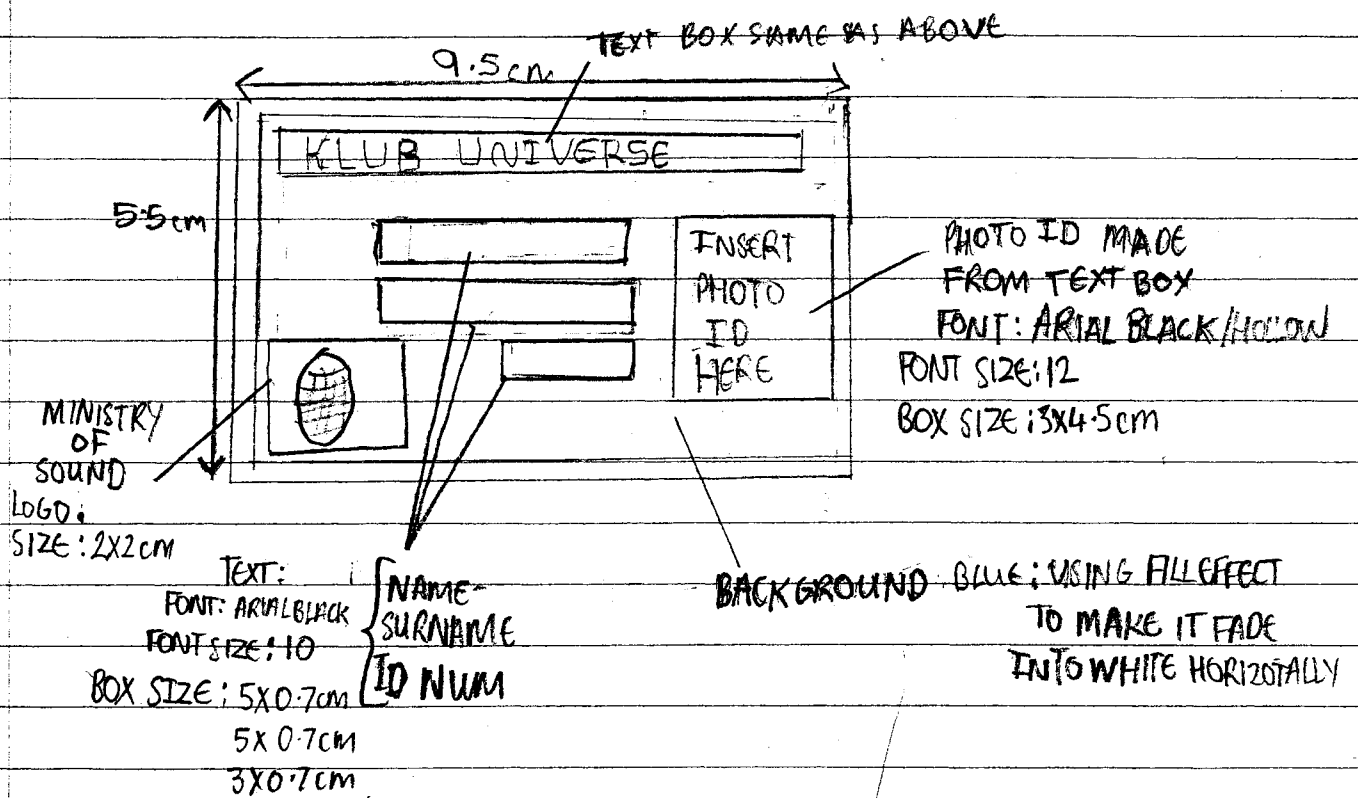 TEXT BOX SAME AS ABOVE
9.5cm
KLUB UNIVERSE
5.5cm
INSERT
PHOTO
ID
HERE
PHOTO ID MADE
FROM TEXT BOX
FONT: ARIAL BLACK/HOLLOW
FONT SIZE: 12
BOX SIZE: 3X4.5cm
MINISTRY
OF
SOUND
LOGO:
SIZE: 2X2cm
TEXT:
FONT: ARIAL BLACK
FONT SIZE: 10
BOX SIZE: 5X0.7cm
5X0.7cm
3X0.7cm
NAME-
SURNAME
ID NUM
BACKGROUND BLUE: USING FILL EFFECT
TO MAKE IT FADE
INTO WHITE HORIZOTALLY